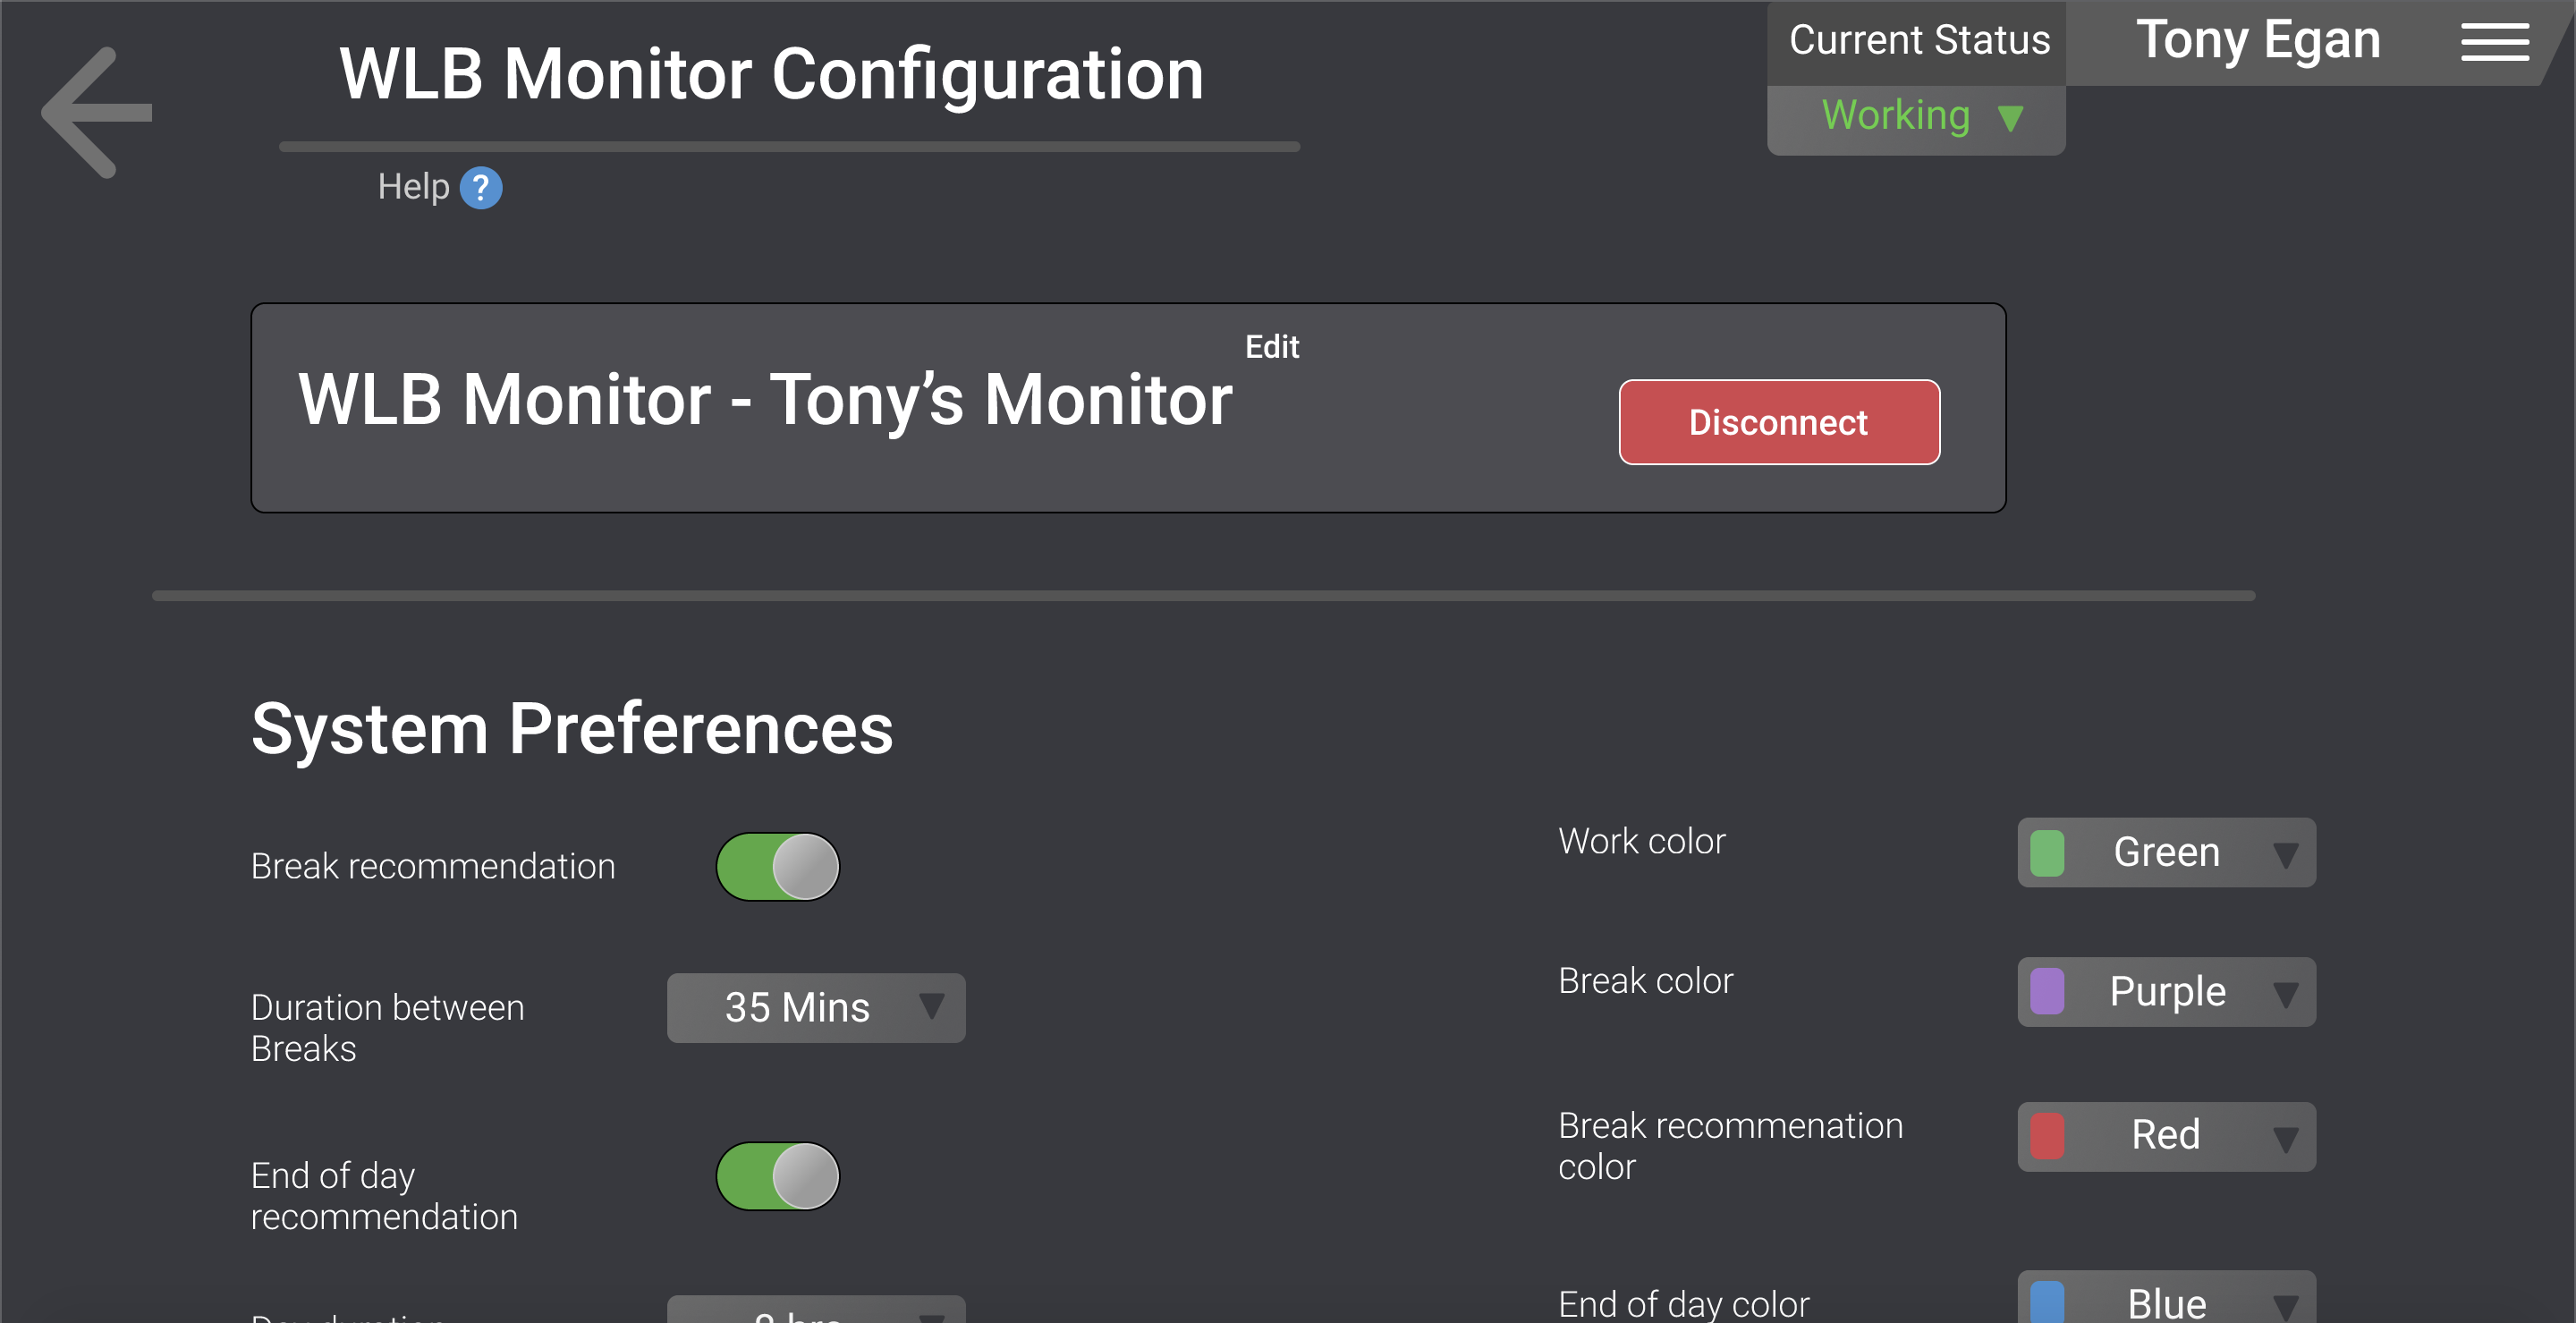 WLB Monitor Configuration
Current Status
Tony Egan
Working
Help ?
Edit
WLB Monitor - Tony’s Monitor
Disconnect
System Preferences
Break recommendation
Duration between
Breaks
35 Mins
End of day
recommendation
Work color
Green
Break color
Purple
Break recommenation
color
Red
End of day color
Blue